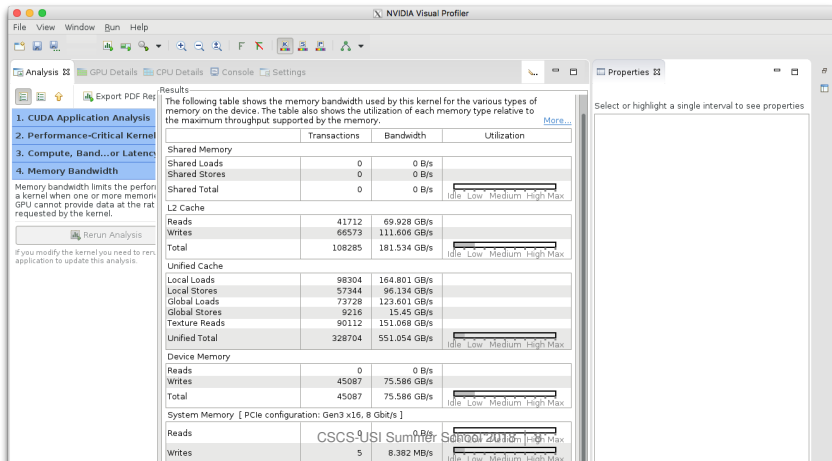 NVIDIA Visual Profiler
File View Window Run Help
Analysis GPU Details CPU Details Console Settings
Properties
Export PDF Rep
1. CUDA Application Analysis
2. Performance-Critical Kernel
3. Compute, Band...or Latency
4. Memory Bandwidth
Memory bandwidth limits the perfor
a kernel when one or more memori
GPU cannot provide data at the rat
requested by the kernel.
Rerun Analysis
If you modify the kernel you need to reru
application to update this analysis.
Results
The following table shows the memory bandwidth used by this kernel for the various types of
memory on the device. The table also shows the utilization of each memory type relative to
the maximum throughput supported by the memory. More...
Transactions Bandwidth Utilization
Shared Memory
Shared Loads 0 0 B/s
Shared Stores 0 0 B/s
Shared Total 0 0 B/s
Idle Low Medium High Max
L2 Cache
Reads 41712 69.928 GB/s
Writes 66573 111.606 GB/s
Total 108285 181.534 GB/s
Idle Low Medium High Max
Unified Cache
Local Loads 98304 164.801 GB/s
Local Stores 57344 96.134 GB/s
Global Loads 73728 123.601 GB/s
Global Stores 9216 15.45 GB/s
Texture Reads 90112 151.068 GB/s
Unified Total 328704 551.054 GB/s
Idle Low Medium High Max
Device Memory
Reads 0 0 B/s
Writes 45087 75.586 GB/s
Total 45087 75.586 GB/s
Idle Low Medium High Max
System Memory [ PCIe configuration: Gen3 x16, 8 Gbit/s ]
Reads 0 0 B/s
Idle Low Medium High Max
Writes 5 8.382 MB/s
Idle Low Medium High Max
Select or highlight a single interval to see properties
CSCS-USI Summer School